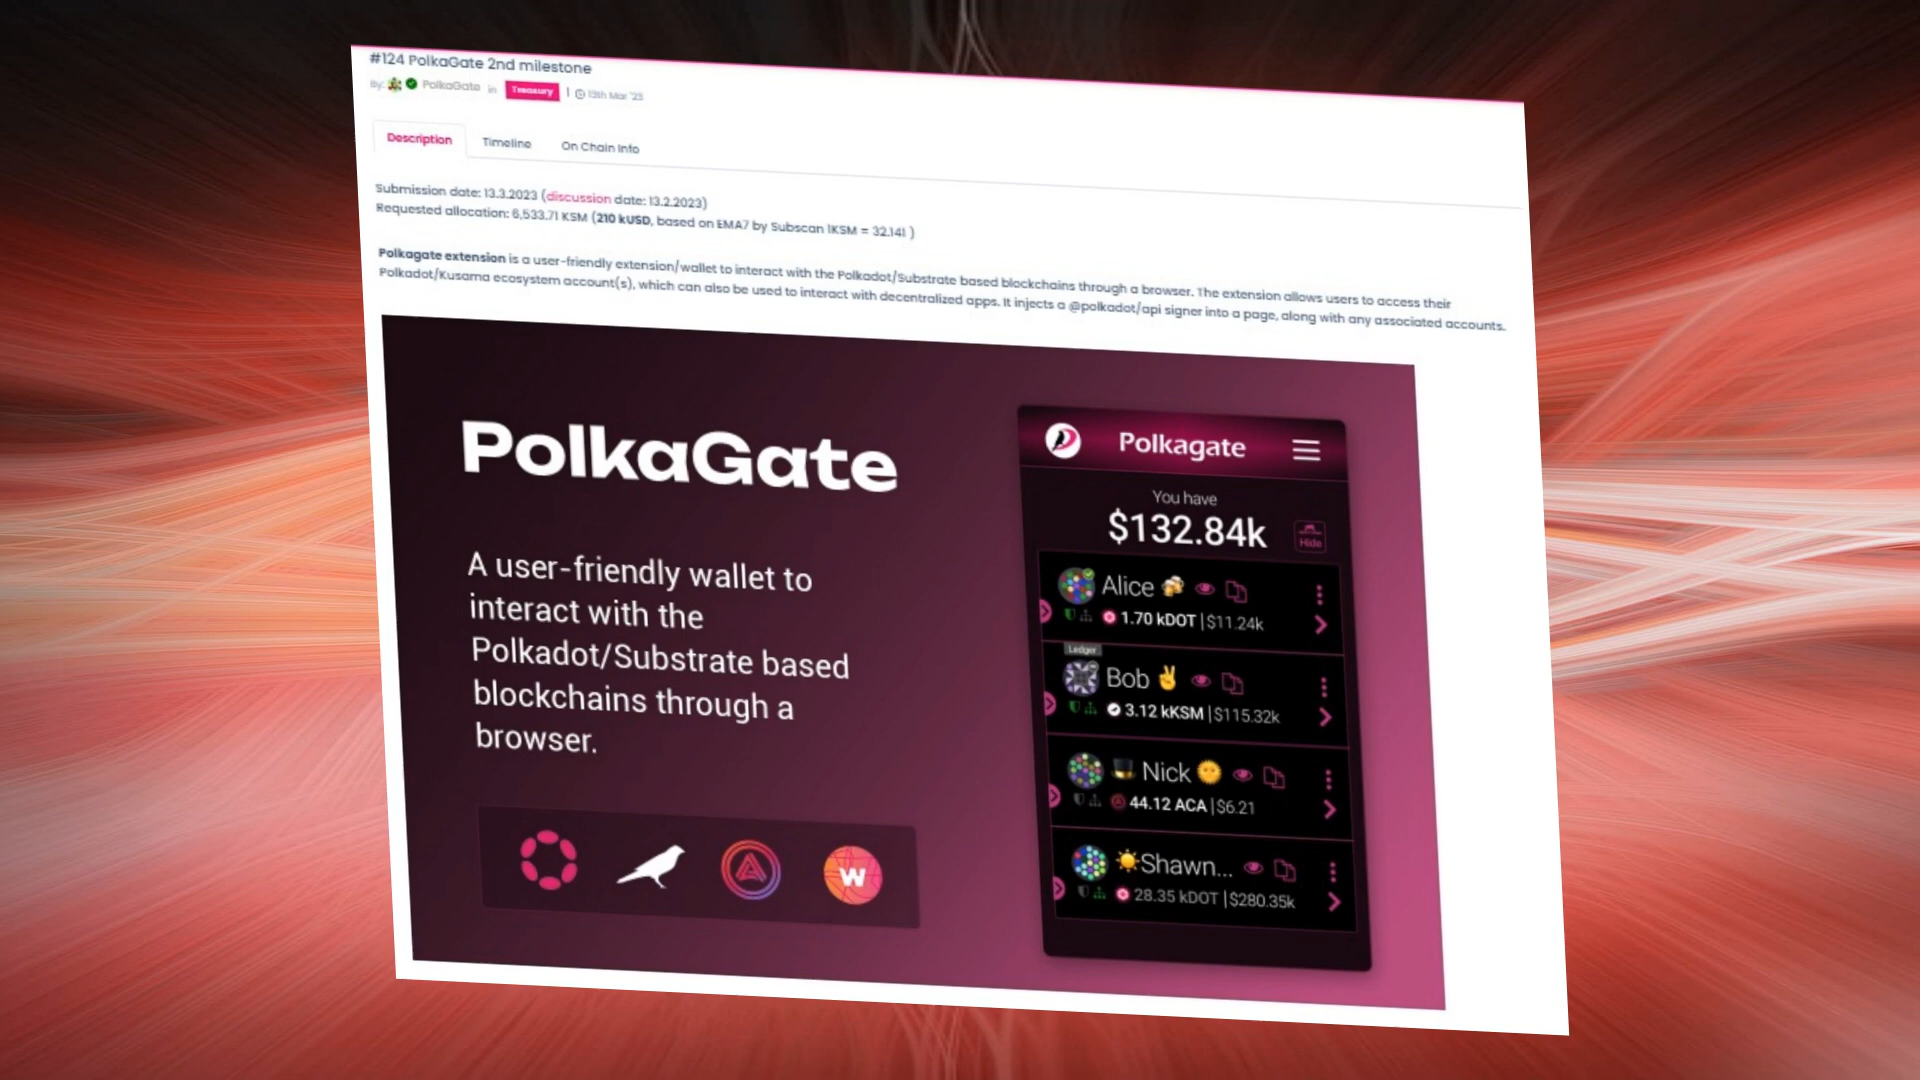 #124 PolkaGate 2nd milestone
By: PolkaGate in Treasury | 13th Mar '23
Description Timeline On Chain Info
Submission date: 13.3.2023 (discussion date: 13.2.2023)
Requested allocation: 6,533.71 KSM (210 kUSD, based on EMA7 by Subscan 1KSM = 32.141 )
Polkagate extension is a user-friendly extension/wallet to interact with the Polkadot/Substrate based blockchains through a browser. The extension allows users to access their
Polkadot/Kusama ecosystem account(s), which can also be used to interact with decentralized apps. It injects a @polkadot/api signer into a page, along with any associated accounts.
PolkaGate
A user-friendly wallet to
interact with the
Polkadot/Substrate based
blockchains through a
browser.
W
Polkagate
You have
$132.84k
Hide
Alice
1.70 kDOT | $11.24k
Ledger
Bob
3.12 kKSM | $115.32k
Nick
44.12 ACA | $6.21
Shawn...
28.35 kDOT | $280.35k